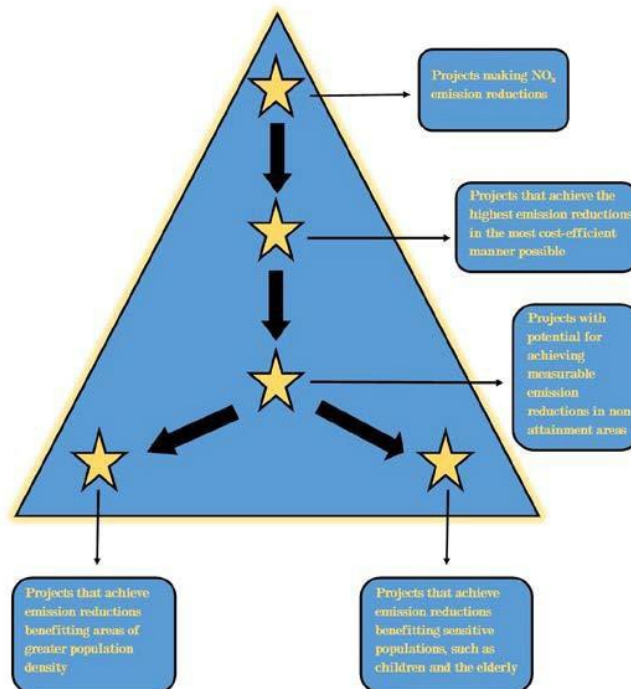 Projects making NOx
emission reductions
Projects that achieve the
highest emission reductions
in the most cost-efficient
manner possible
Projects with
potential for
achieving
measurable
emission
reductions in non
attainment areas
Projects that achieve
emission reductions
benefitting areas of
greater population
density
Projects that achieve
emission reductions
benefitting sensitive
populations, such as
children and the elderly